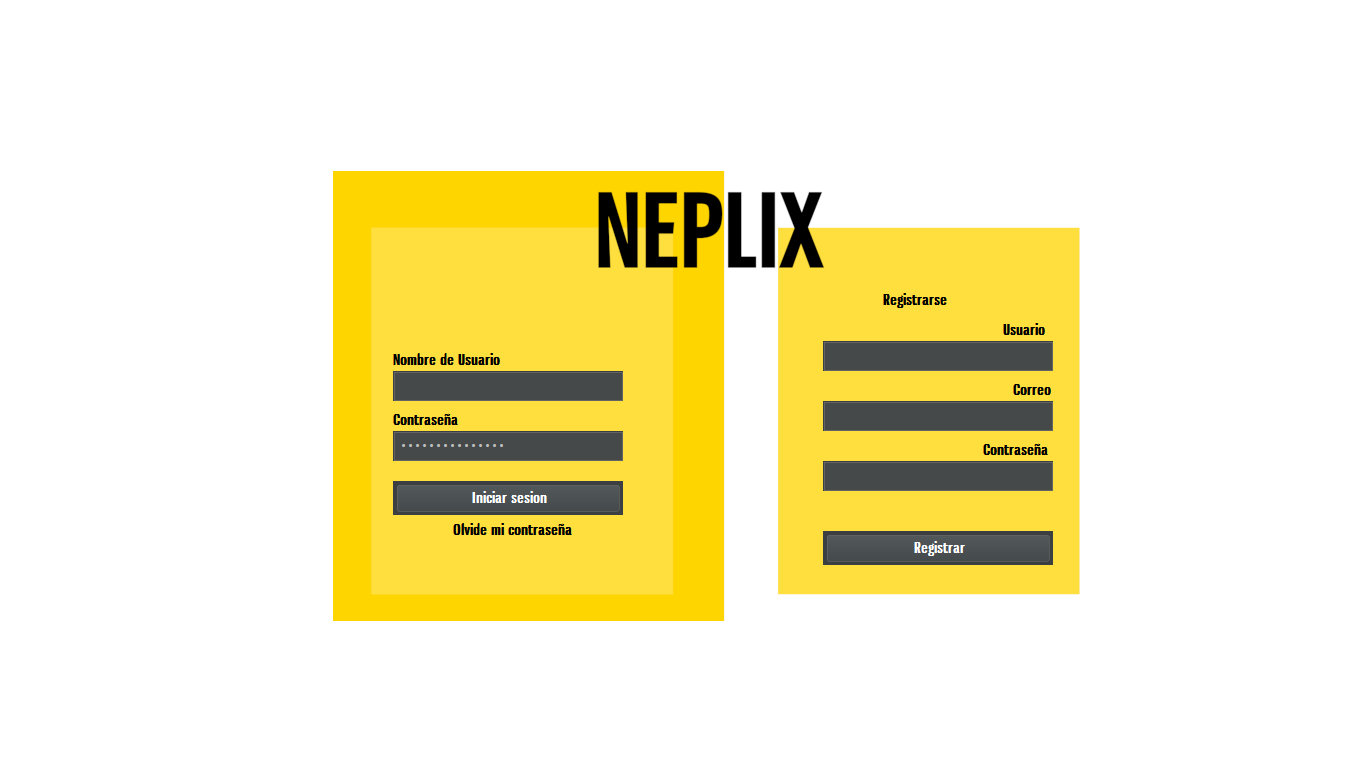 NEPLIX
Nombre de Usuario
Contraseña
Iniciar sesion
Olvide mi contraseña
Registrarse
Usuario
Correo
Contraseña
Registrar